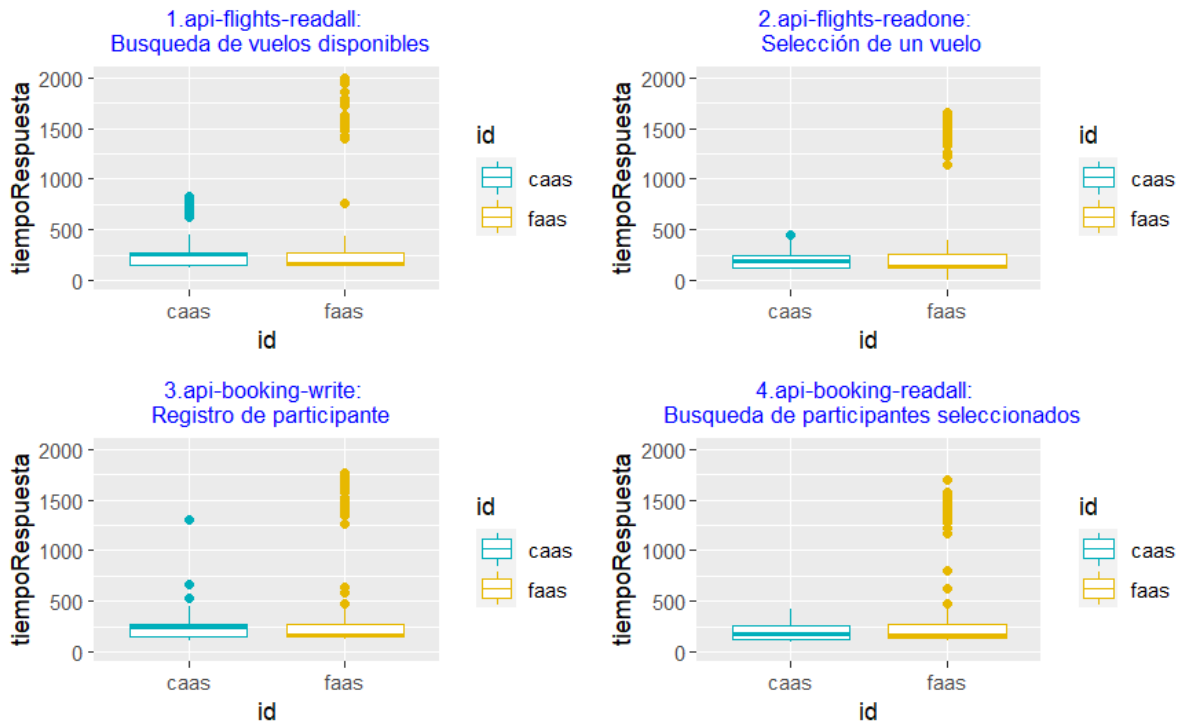 1.api-flights-readall:
Busqueda de vuelos disponibles
tiempoRespuesta
2000
1500
1000
500
0
caas
faas
id
id
caas
faas
2.api-flights-readone:
Selección de un vuelo
tiempoRespuesta
2000
1500
1000
500
0
caas
faas
id
id
caas
faas
3.api-booking-write:
Registro de participante
tiempoRespuesta
2000
1500
1000
500
0
caas
faas
id
id
caas
faas
4.api-booking-readall:
Busqueda de participantes seleccionados
tiempoRespuesta
2000
1500
1000
500
0
caas
faas
id
id
caas
faas